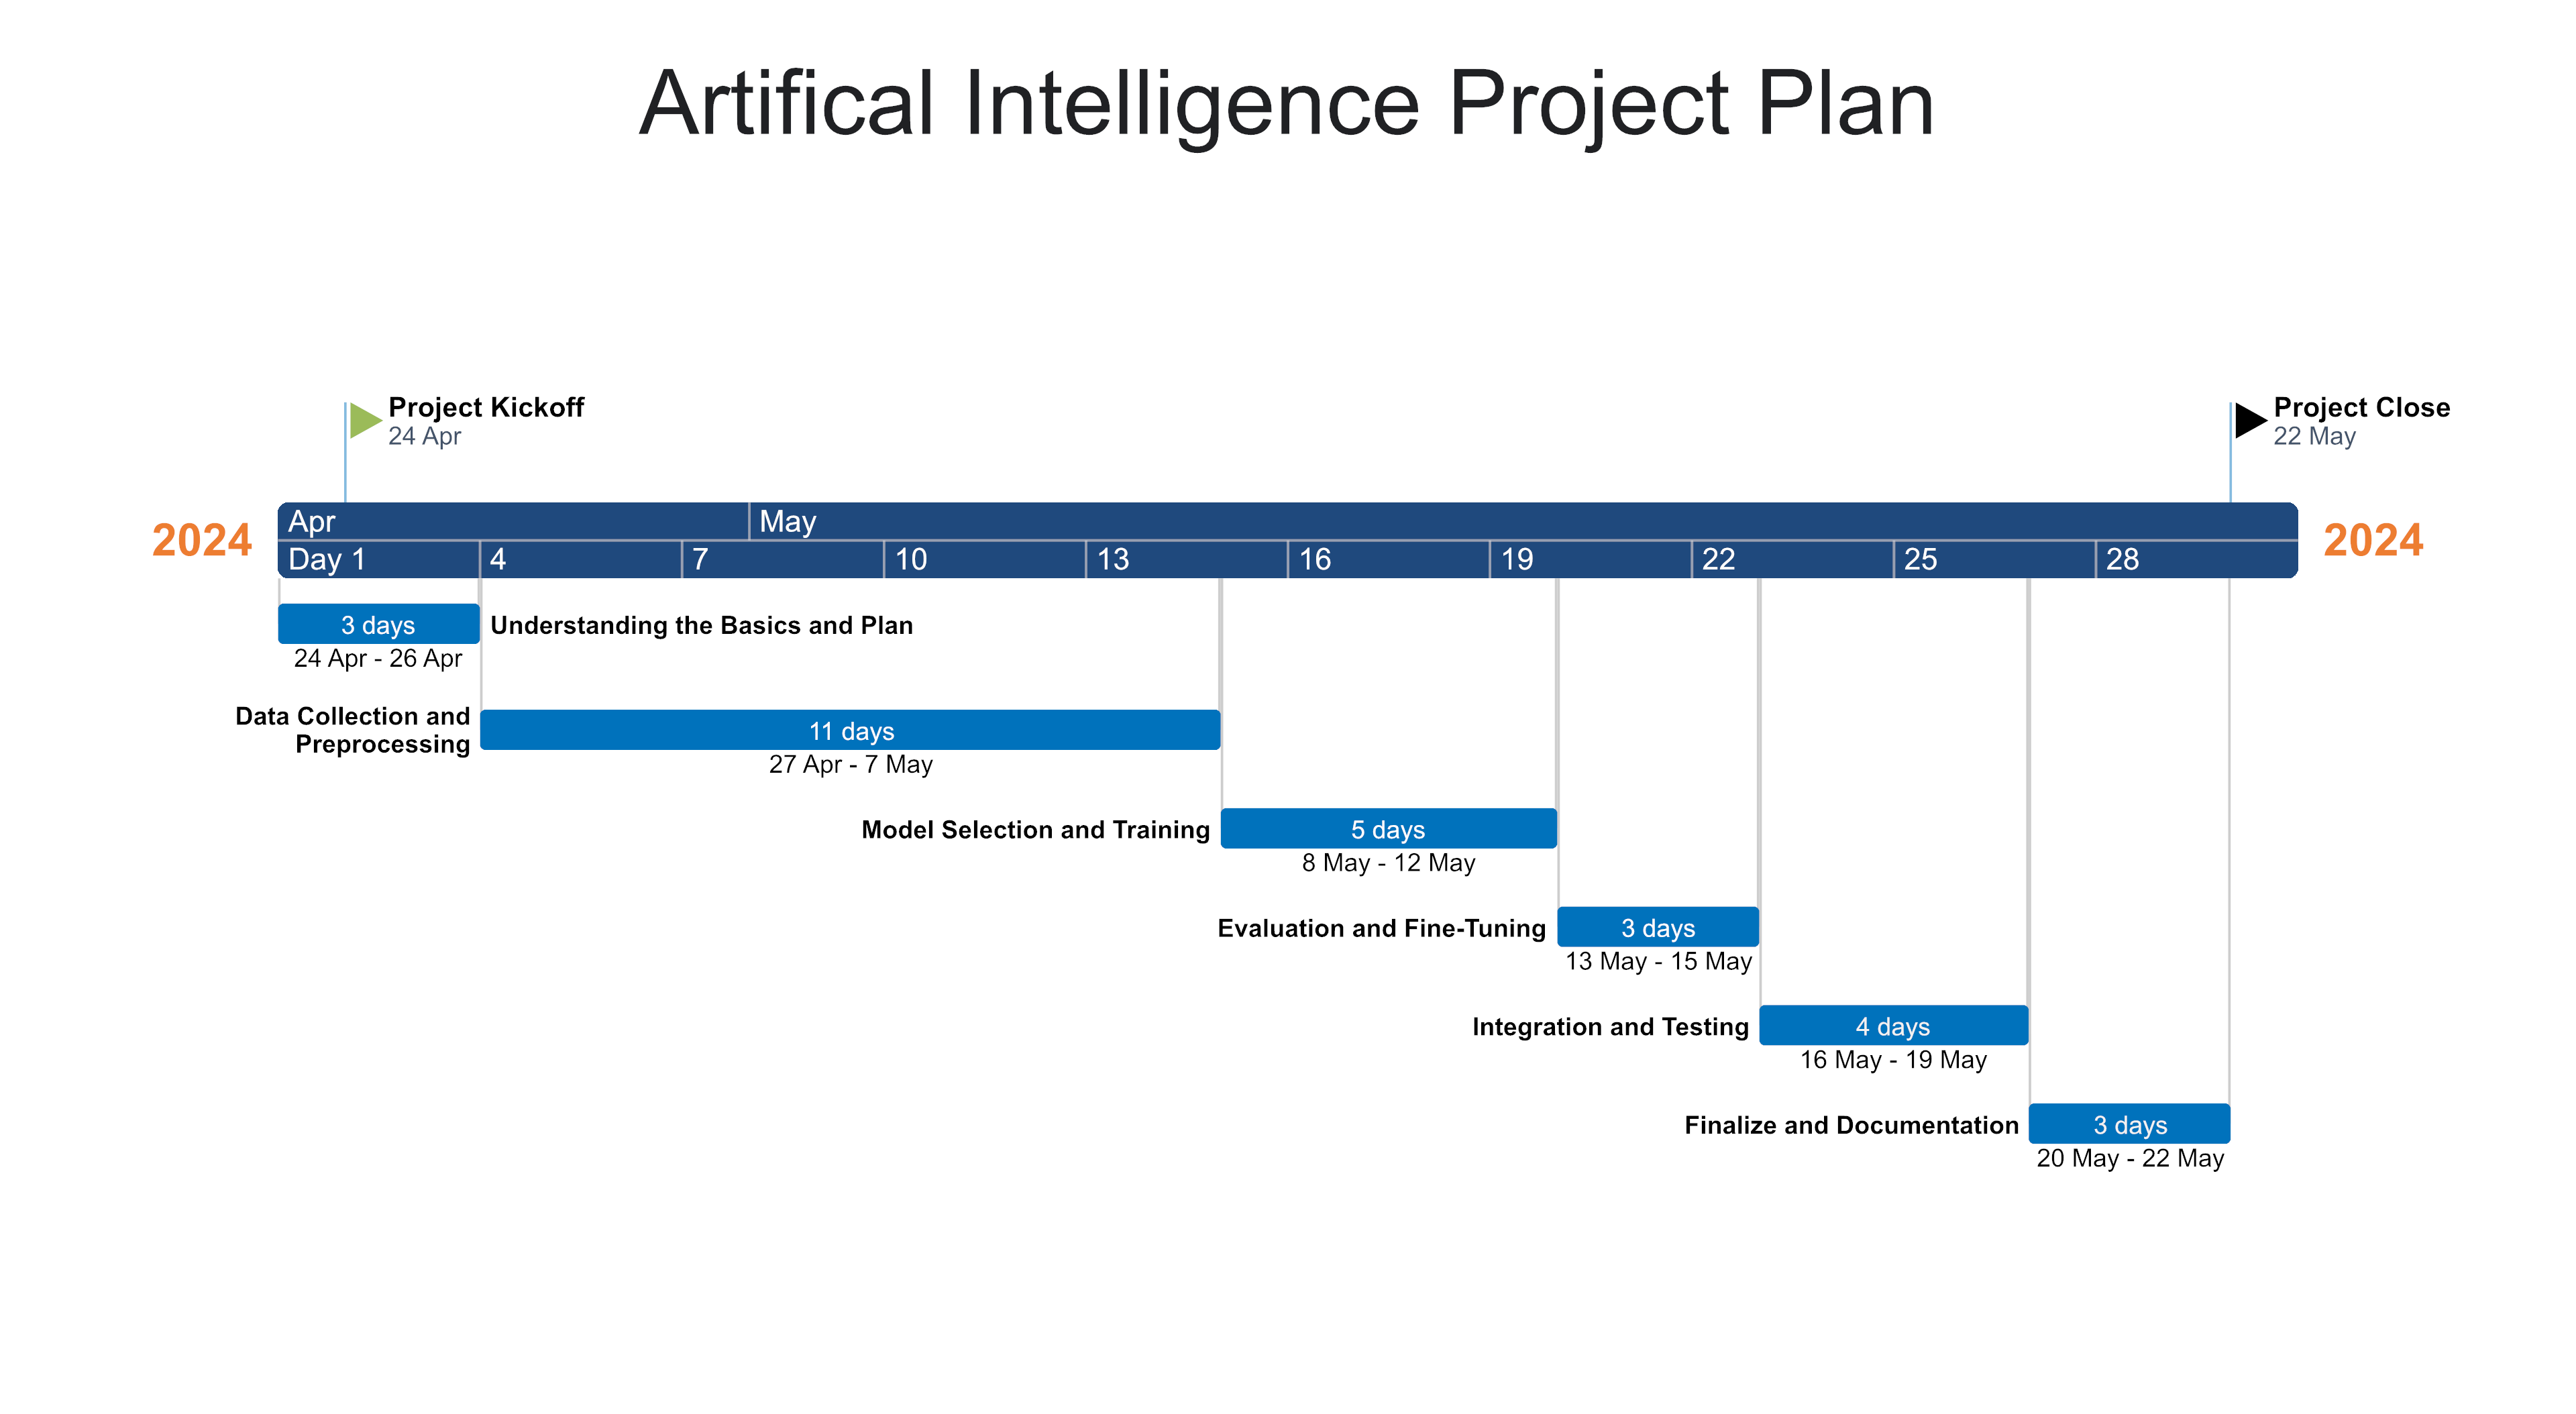 Artifical Intelligence Project Plan
Project Kickoff
24 Apr
Project Close
22 May
2024
Apr
May
2024
Day 1
4
7
10
13
16
19
22
25
28
3 days
Understanding the Basics and Plan
24 Apr - 26 Apr
Data Collection and
Preprocessing
11 days
27 Apr - 7 May
Model Selection and Training
5 days
8 May - 12 May
Evaluation and Fine-Tuning
3 days
13 May - 15 May
Integration and Testing
4 days
16 May - 19 May
Finalize and Documentation
3 days
20 May - 22 May